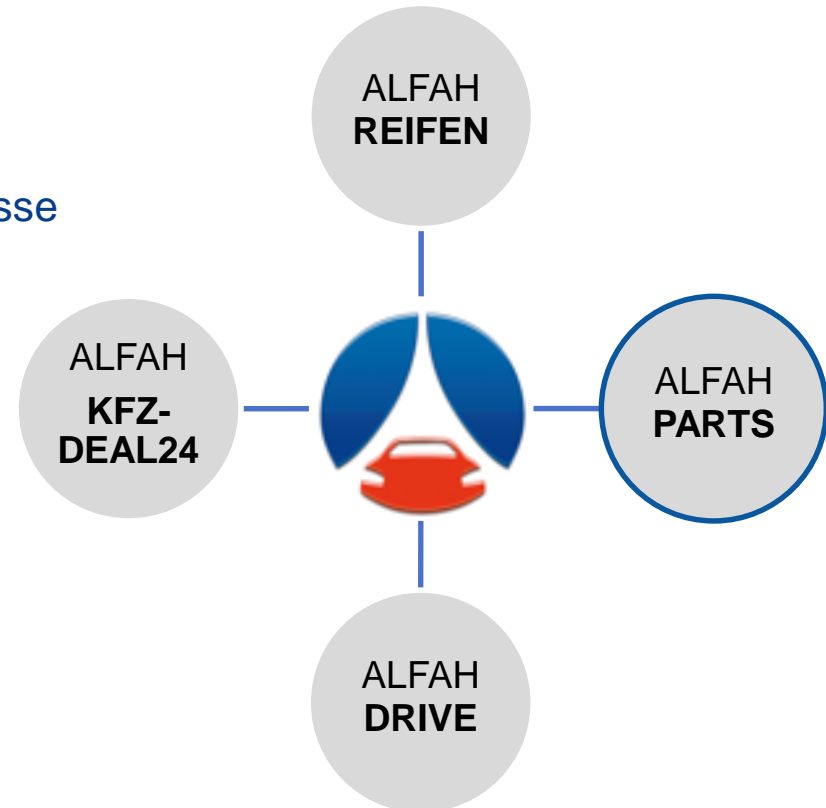 ALFAH
REIFEN
sse
ALFAH
KFZ-
DEAL24
ALFAH
PARTS
ALFAH
DRIVE